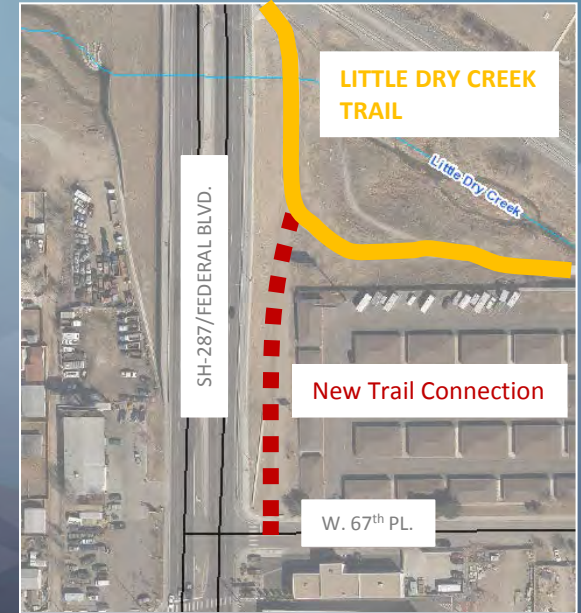 LITTLE DRY CREEK
TRAIL
Little Dry Creek
SH-287/FEDERAL BLVD.
New Trail Connection
W. 67th PL.